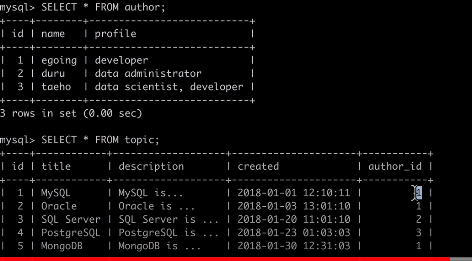 mysql> SELECT * FROM author;
+----+-------+---------------------------+
| id | name | profile |
+----+-------+---------------------------+
| 1 | egoing | developer |
| 2 | duru | data administrator |
| 3 | taeho | data scientist, developer |
+----+-------+---------------------------+
3 rows in set (0.00 sec)
mysql> SELECT * FROM topic;
+----+------------+-------------------+---------------------+-----------+
| id | title | description | created | author_id |
+----+------------+-------------------+---------------------+-----------+
| 1 | MySQL | MySQL is... | 2018-01-01 12:10:11 |
| 2 | Oracle | Oracle is ... | 2018-01-03 13:01:10 | 1 |
| 3 | SQL Server | SQL Server is ... | 2018-01-20 11:01:10 | 2 |
| 4 | PostgreSQL | PostgreSQL is ... | 2018-01-23 01:03:03 | 3 |
| 5 | MongoDB | MongoDB is ... | 2018-01-30 12:31:03 | 1 |